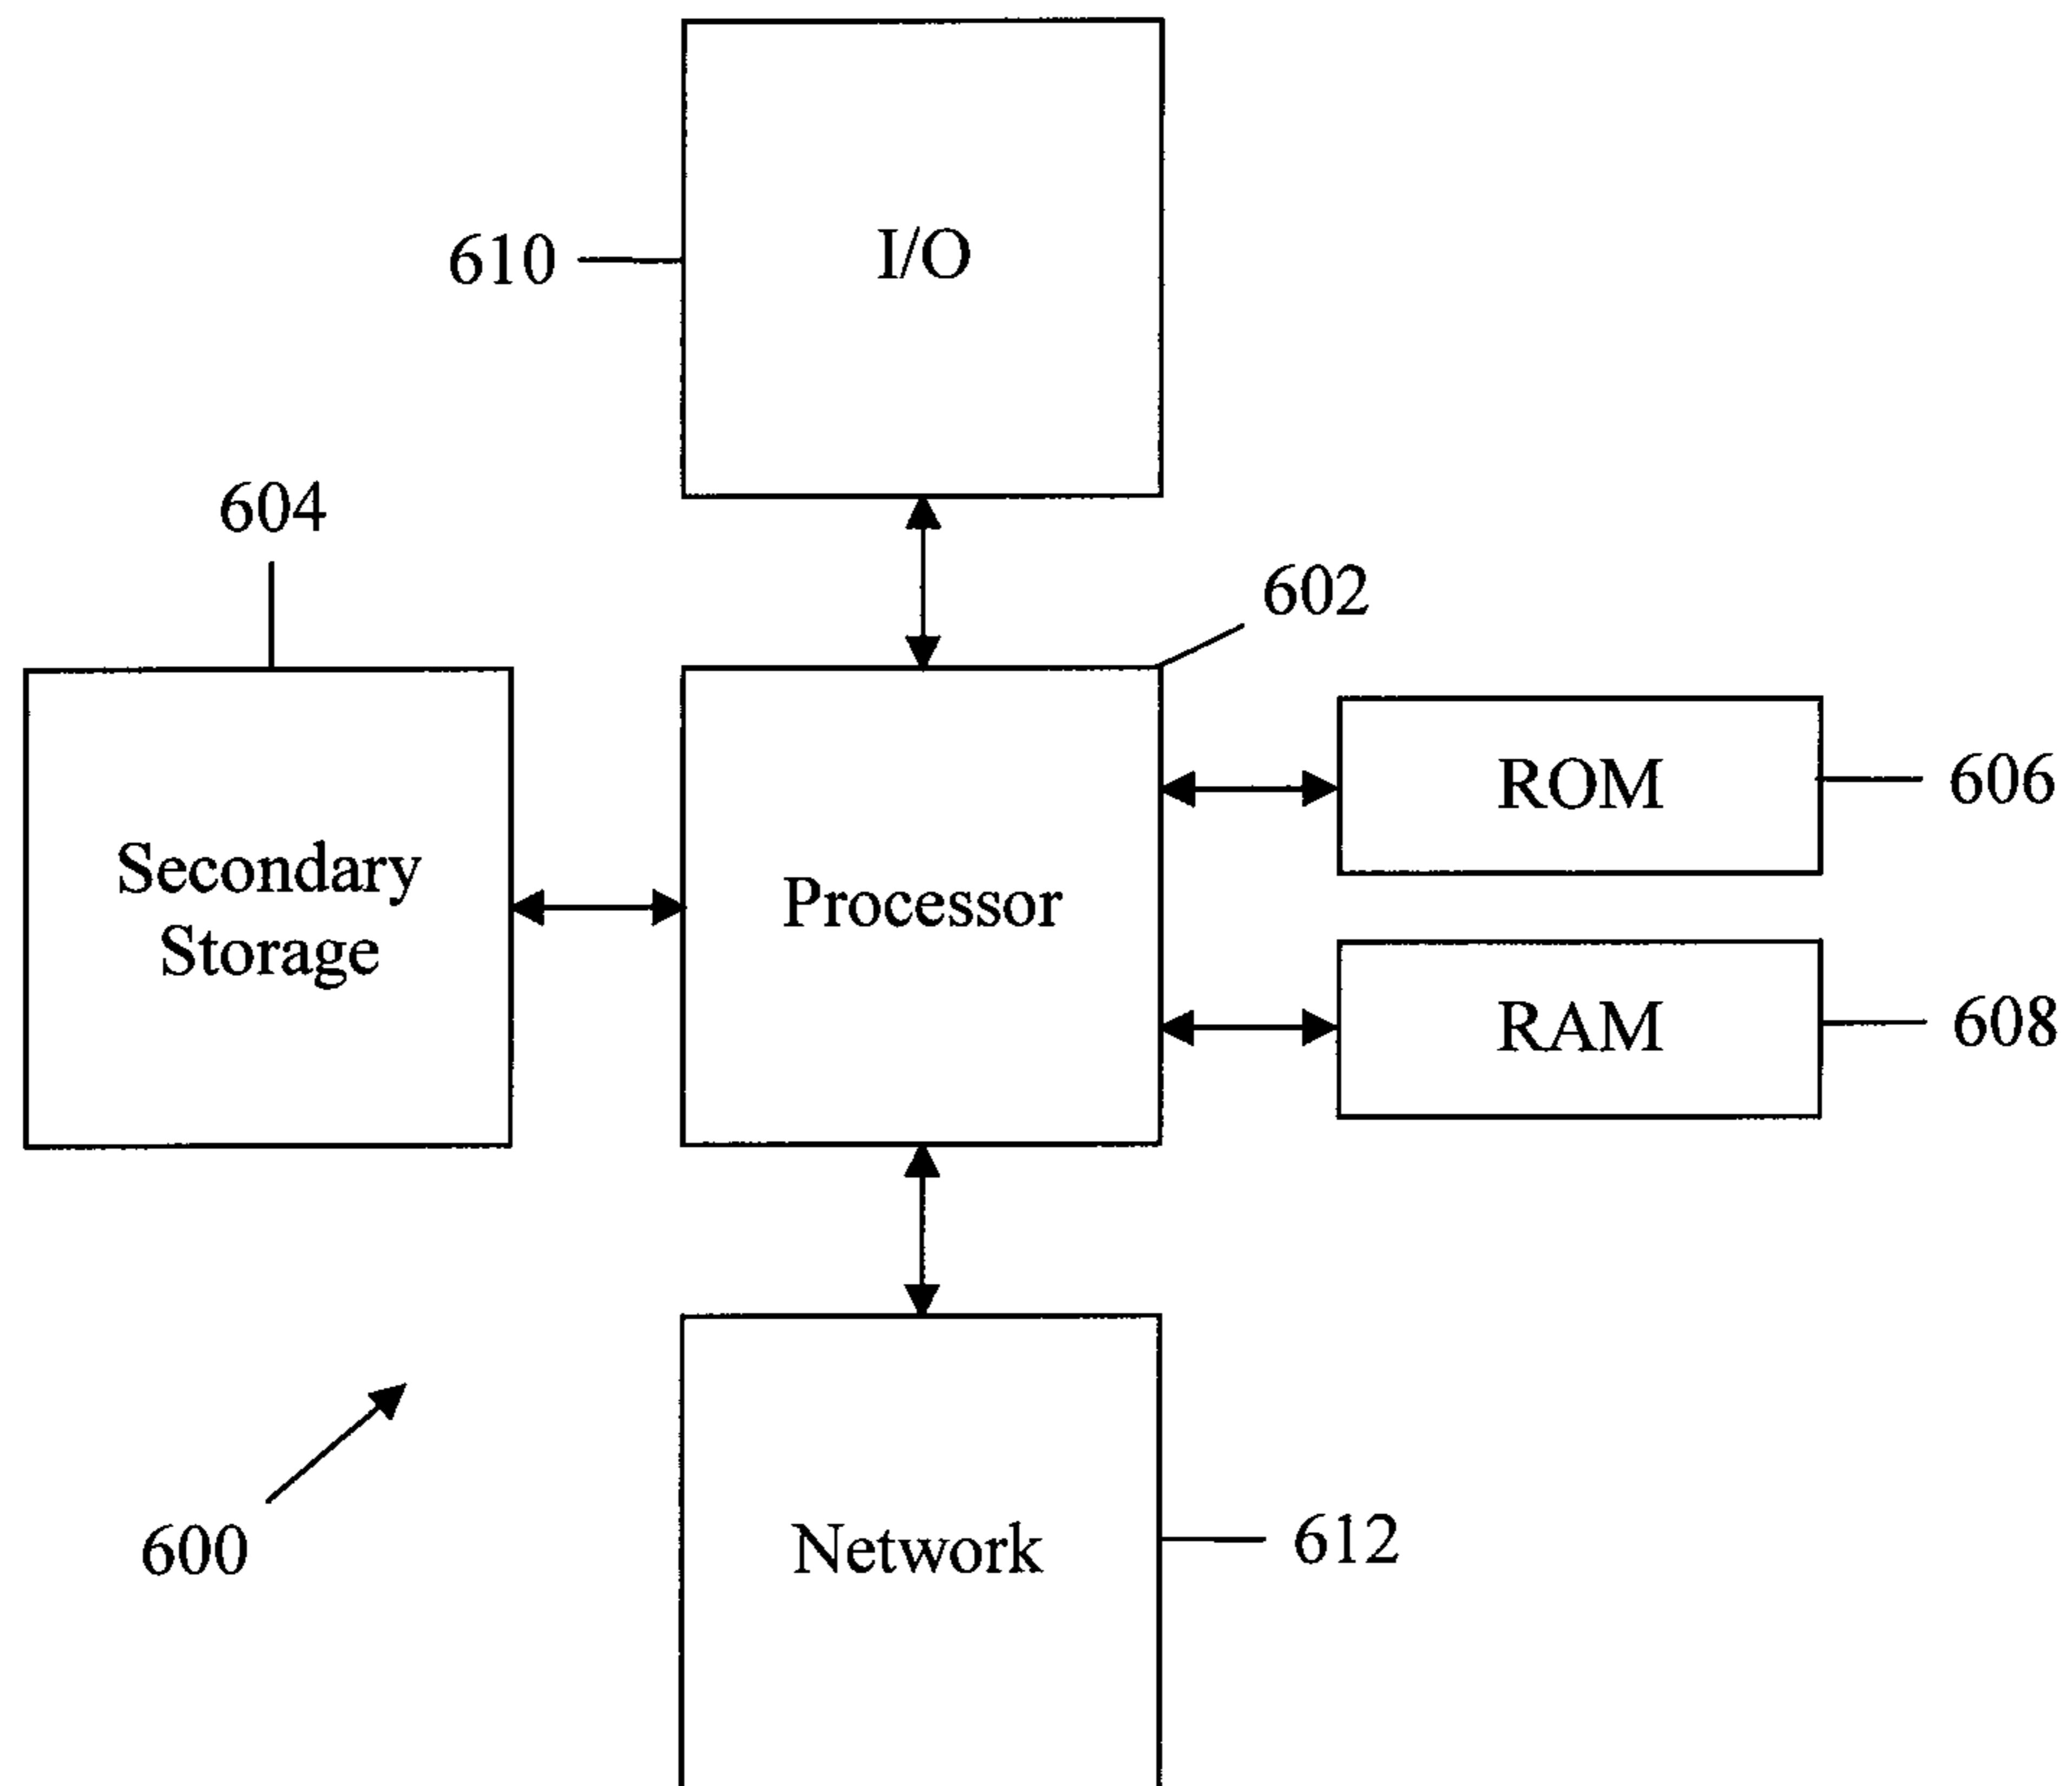 610
I/O
604
602
Secondary
Storage
Processor
ROM
606
RAM
608
600
Network
612